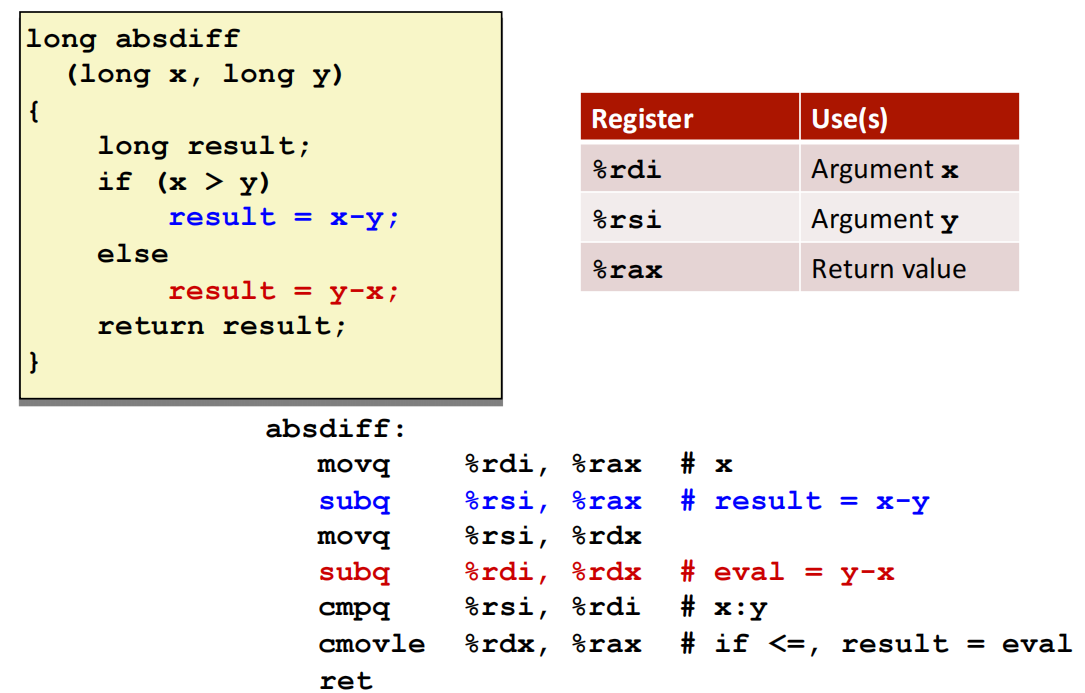 long absdiff
(long x, long y)
{
long result;
if (x > y)
result = x-y;
else
result = y-x;
return result;
}
Register Use(s)
%rdi Argument x
%rsi Argument y
%rax Return value
absdiff:
movq %rdi, %rax # x
subq %rsi, %rax # result = x-y
movq %rsi, %rdx
subq %rdi, %rdx # eval = y-x
cmpq %rsi, %rdi # x:y
cmovle %rdx, %rax # if <=, result = eval
ret